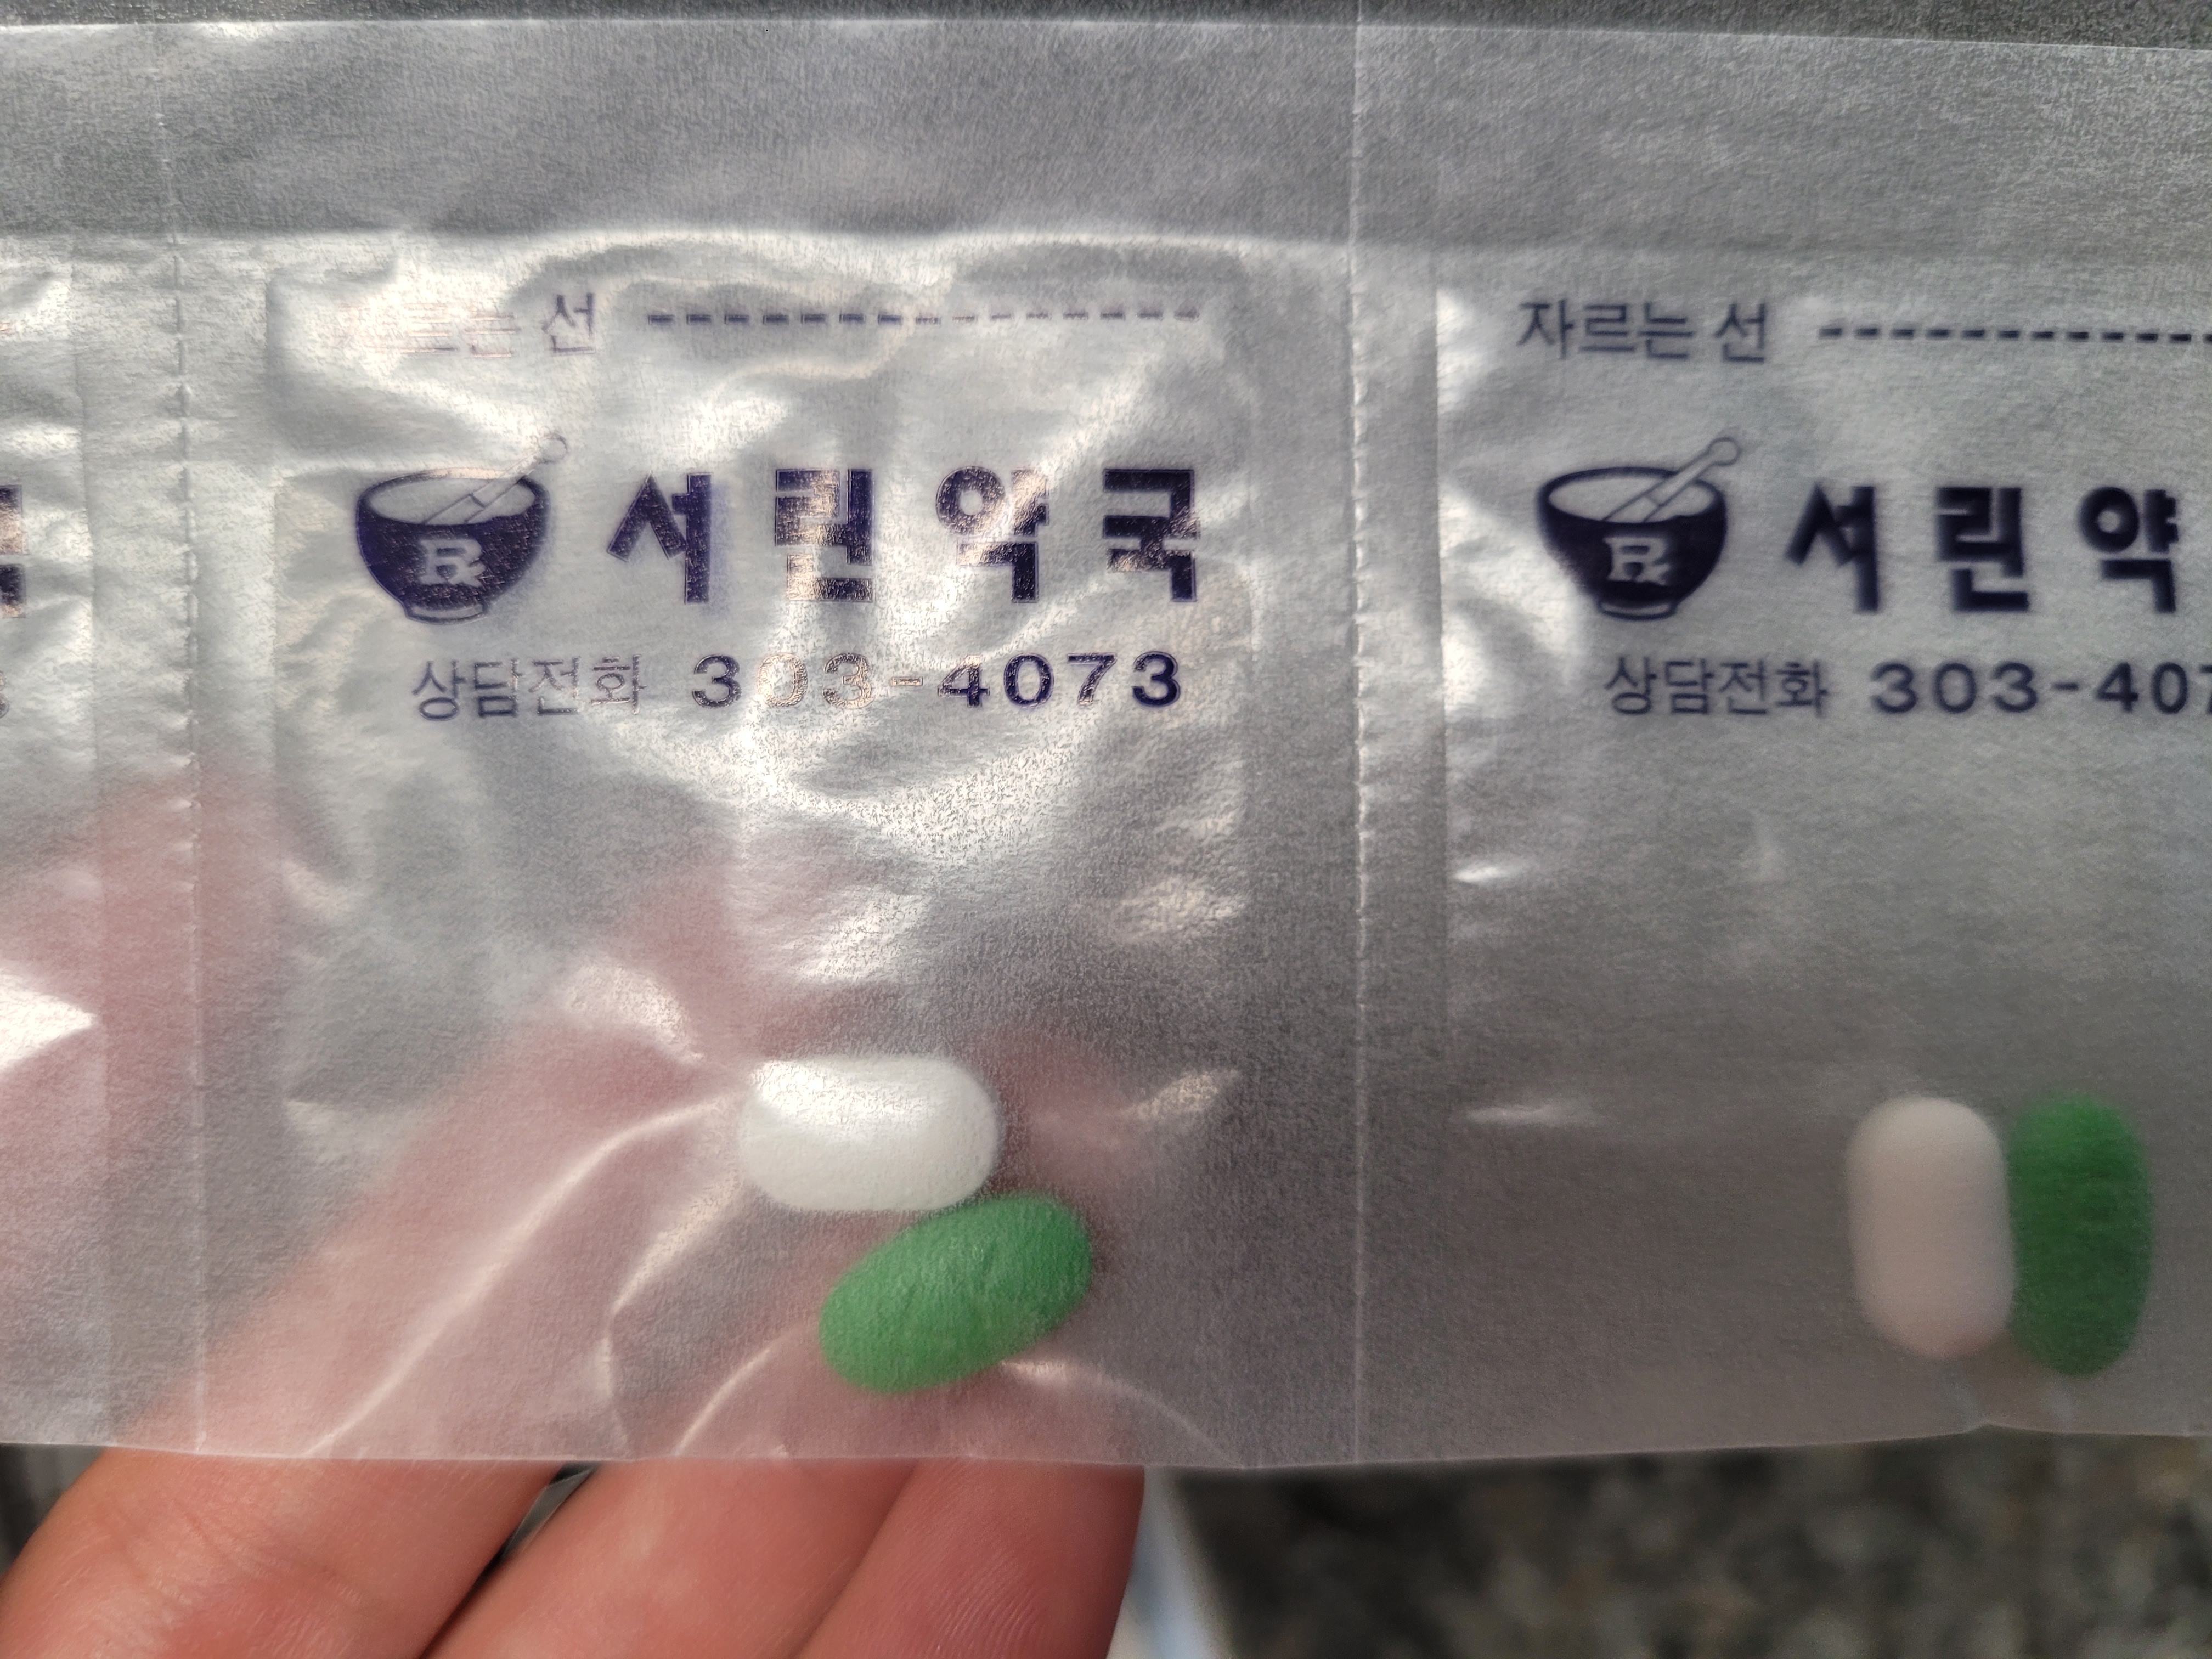 자르는 선
서린약국
상담전화 303-4073
자르는 선
서린약
상담전화 303-407